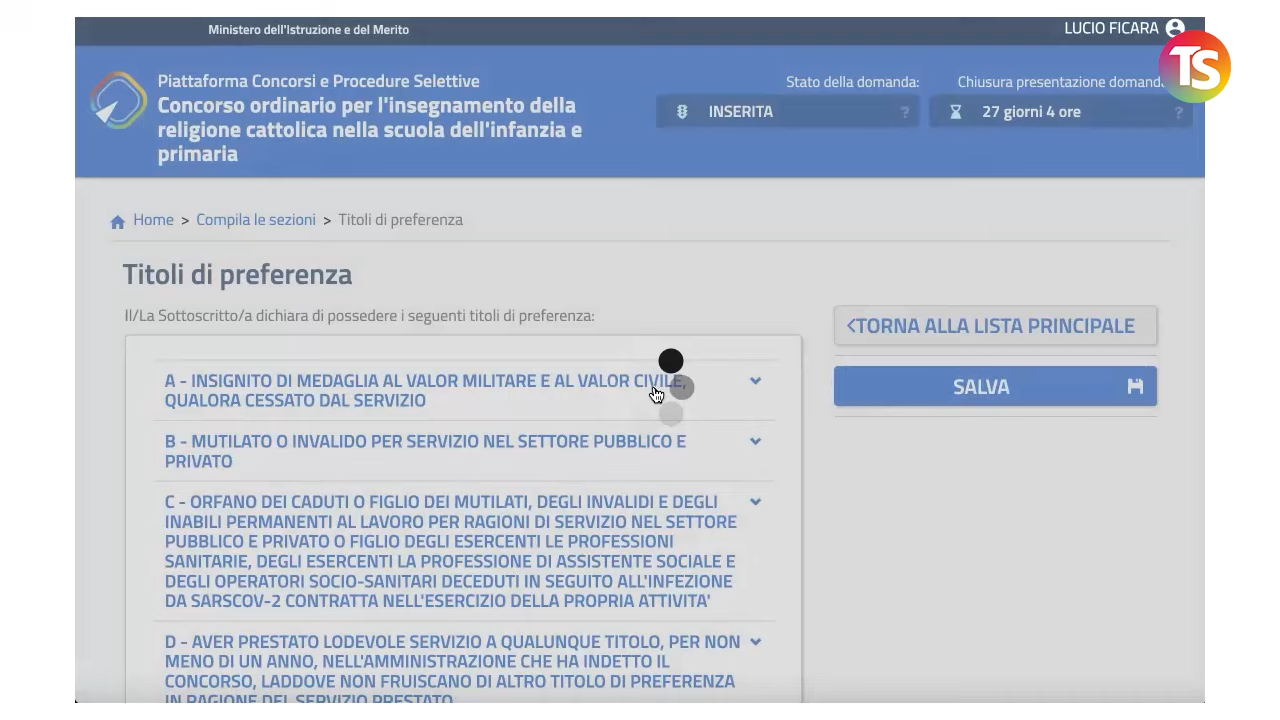 Ministero dell'Istruzione e del Merito
LUCIO FICARA
TS
Piattaforma Concorsi e Procedure Selettive
Concorso ordinario per l'insegnamento della
religione cattolica nella scuola dell'infanzia e
primaria
Stato della domanda:
INSERITA ?
Chiusura presentazione domanda
27 giorni 4 ore ?
Home > Compila le sezioni > Titoli di preferenza
Titoli di preferenza
Il/La Sottoscritto/a dichiara di possedere i seguenti titoli di preferenza:
<TORNA ALLA LISTA PRINCIPALE
SALVA
A - INSIGNITO DI MEDAGLIA AL VALOR MILITARE E AL VALOR CIVILE,
QUALORA CESSATO DAL SERVIZIO
B - MUTILATO O INVALIDO PER SERVIZIO NEL SETTORE PUBBLICO E
PRIVATO
C - ORFANO DEI CADUTI O FIGLIO DEI MUTILATI, DEGLI INVALIDI E DEGLI
INABILI PERMANENTI AL LAVORO PER RAGIONI DI SERVIZIO NEL SETTORE
PUBBLICO E PRIVATO O FIGLIO DEGLI ESERCENTI LE PROFESSIONI
SANITARIE, DEGLI ESERCENTI LA PROFESSIONE DI ASSISTENTE SOCIALE E
DEGLI OPERATORI SOCIO-SANITARI DECEDUTI IN SEGUITO ALL'INFEZIONE
DA SARSCOV-2 CONTRATTA NELL'ESERCIZIO DELLA PROPRIA ATTIVITA'
D - AVER PRESTATO LODEVOLE SERVIZIO A QUALUNQUE TITOLO, PER NON
MENO DI UN ANNO, NELL'AMMINISTRAZIONE CHE HA INDETTO IL
CONCORSO, LADDOVE NON FRUISCANO DI ALTRO TITOLO DI PREFERENZA
IN RAGIONE DEL SERVIZIO PRESTATO